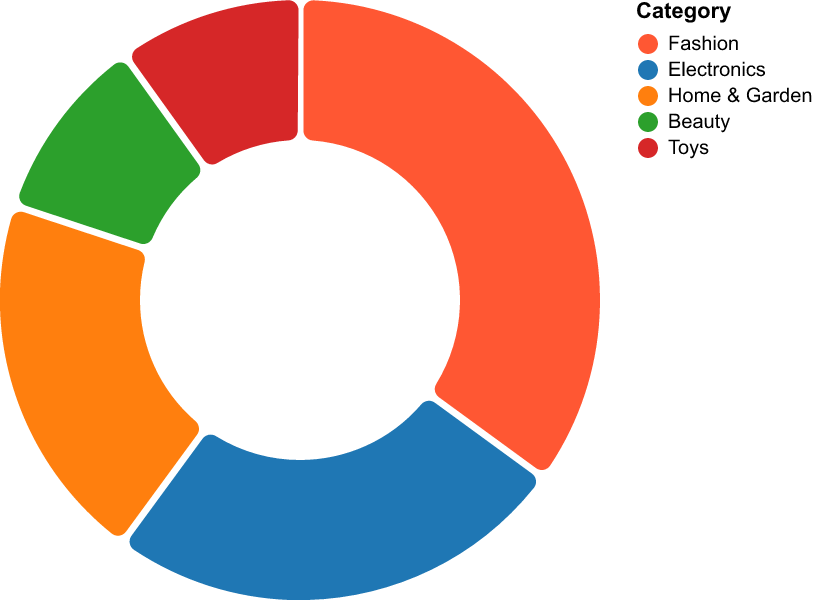 Category
Fashion
Electronics
Home & Garden
Beauty
Toys